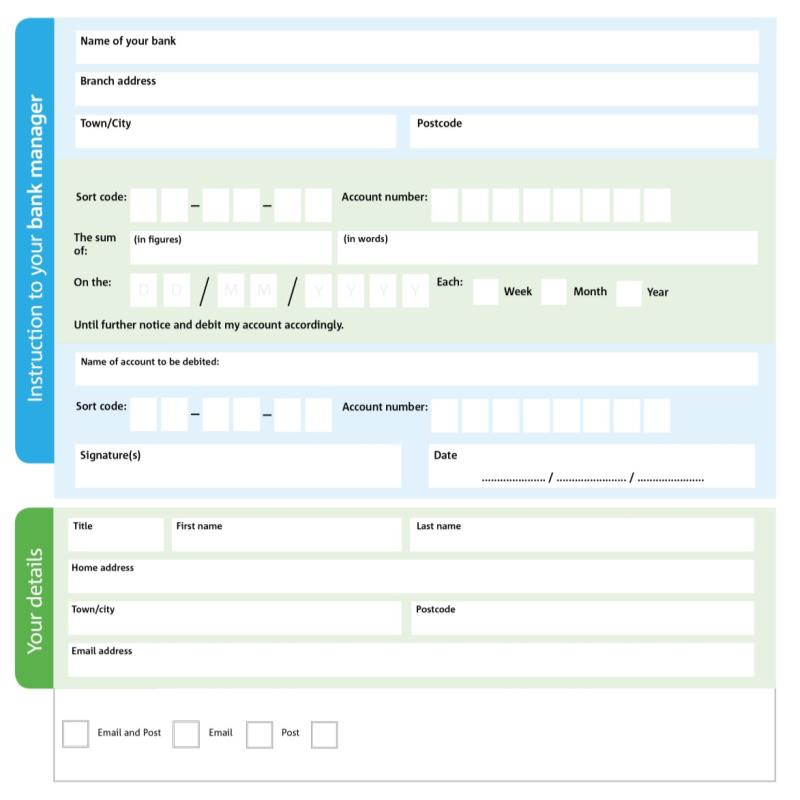 Instruction to your bank manager
Name of your bank
Branch address
Town/City
Postcode
Sort code: – –
Account number:
The sum
of:
(in figures)
(in words)
On the: D D / M M / Y Y Y Y
Each: Week Month Year
Until further notice and debit my account accordingly.
Name of account to be debited:
Sort code: – –
Account number:
Signature(s)
Date
..................... / ....................... / ......................
Your details
Title
First name
Last name
Home address
Town/city
Postcode
Email address
Email and Post
Email
Post